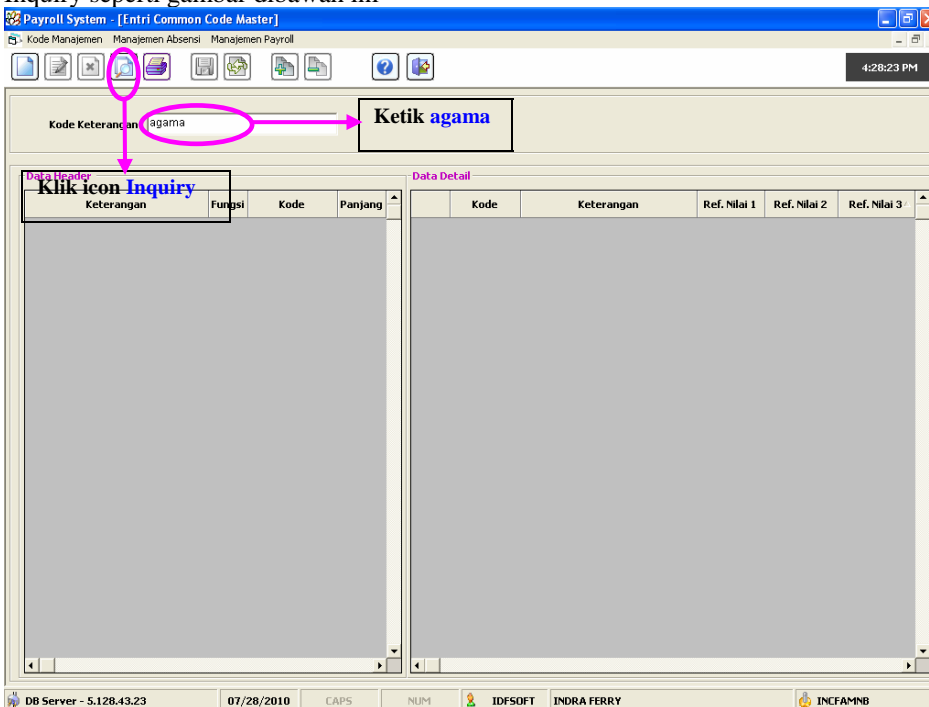 Inquiry seperti gambar dibawah ini
Payroll System - [Entri Common Code Master]
Kode Manajemen Manajemen Absensi Manajemen Payroll
4:28:23 PM
Kode Keterangan agama
Ketik agama
Data Header Data Detail
Klik icon Inquiry
Keterangan Fungsi Kode Panjang Kode Keterangan Ref. Nilai 1 Ref. Nilai 2 Ref. Nilai 3
DB Server - 5.128.43.23 07/28/2010 CAPS NUM IDFSOFT INDRA FERRY INCFAMNB